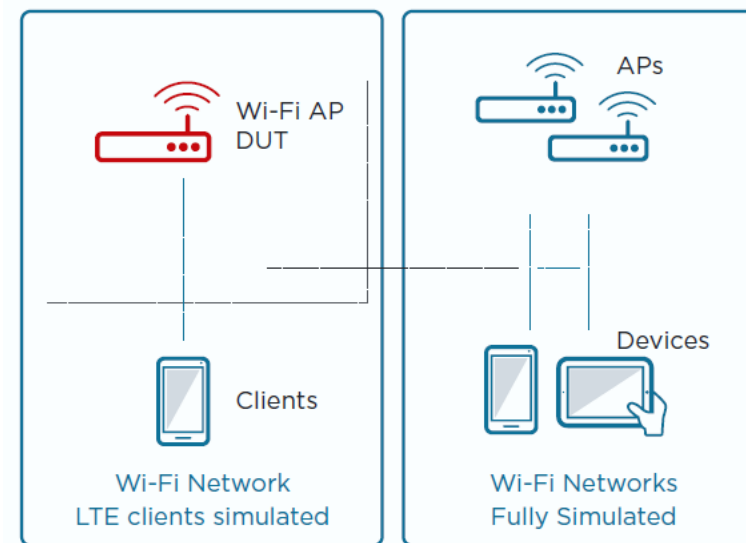 Wi-Fi AP
DUT
Clients
Wi-Fi Network
LTE clients simulated
APs
Devices
Wi-Fi Networks
Fully Simulated